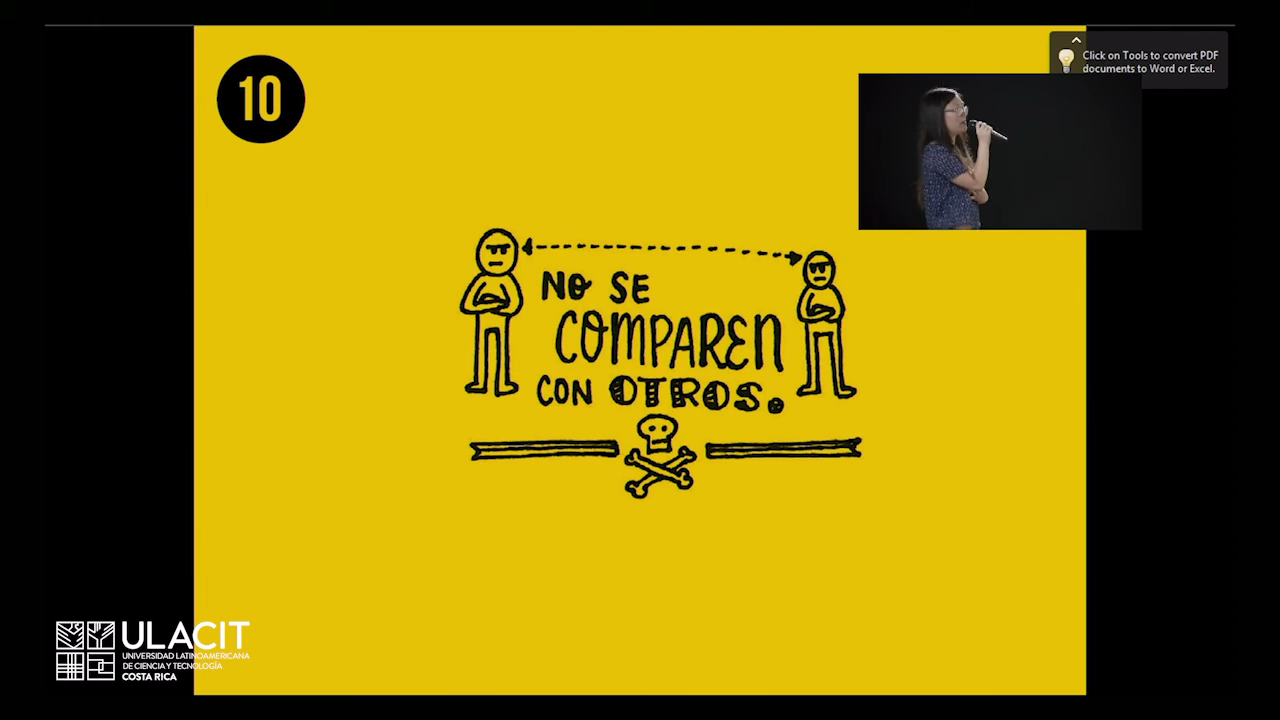 10
Click on Tools to convert PDF
documents to Word or Excel.
NO SE
COMPAREN
CON OTROS.
ULACIT
UNIVERSIDAD LATINOAMERICANA
DE CIENCIA Y TECNOLOGÍA
COSTA RICA